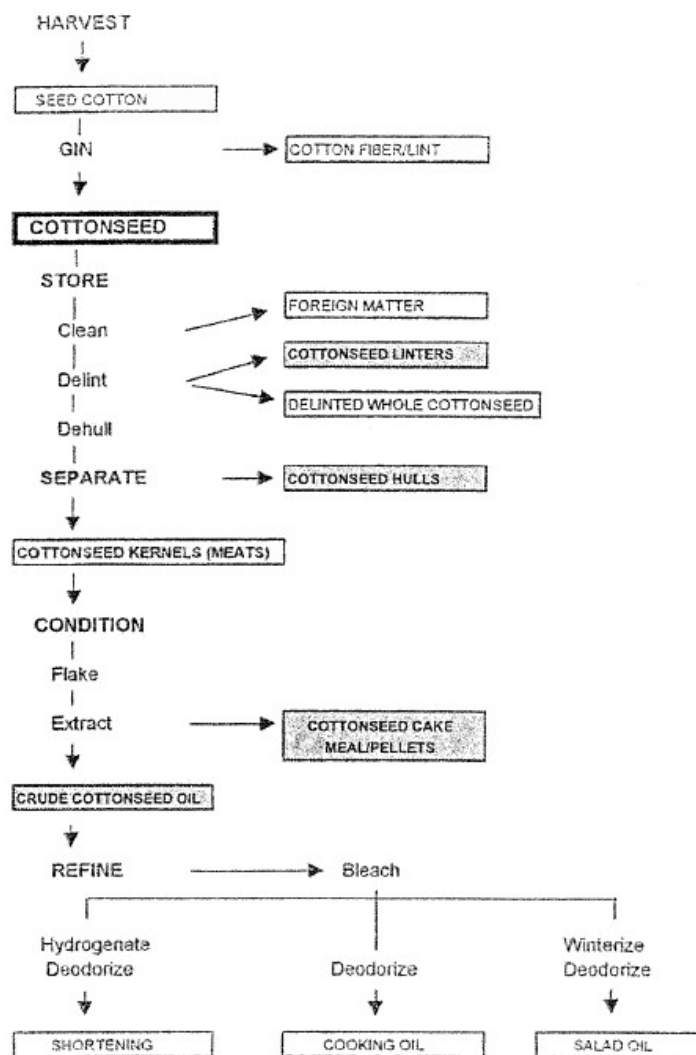 HARVEST
SEED COTTON
GIN
COTTON FIBER/LINT
COTTONSEED
STORE
FOREIGN MATTER
Clean
COTTONSEED LINTERS
Delint
DELINTED WHOLE COTTONSEED
Dehull
SEPARATE
COTTONSEED HULLS
COTTONSEED KERNELS (MEATS)
CONDITION
Flake
Extract
COTTONSEED CAKE
MEAL/PELLETS
CRUDE COTTONSEED OIL
REFINE
Bleach
Hydrogenate
Deodorize
Deodorize
Winterize
Deodorize
SHORTENING
COOKING OIL
SALAD OIL